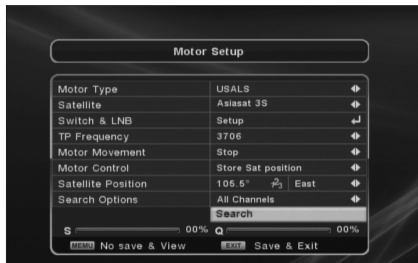 Motor Setup
Motor Type USALS
Satellite Asiasat 3S
Switch & LNB Setup
TP Frequency 3706
Motor Movement Stop
Motor Control Store Sat position
Satellite Position 105.5° 123 East
Search Options All Channels
Search
S 00% Q 00%
MEMU No save & View EXIT Save & Exit